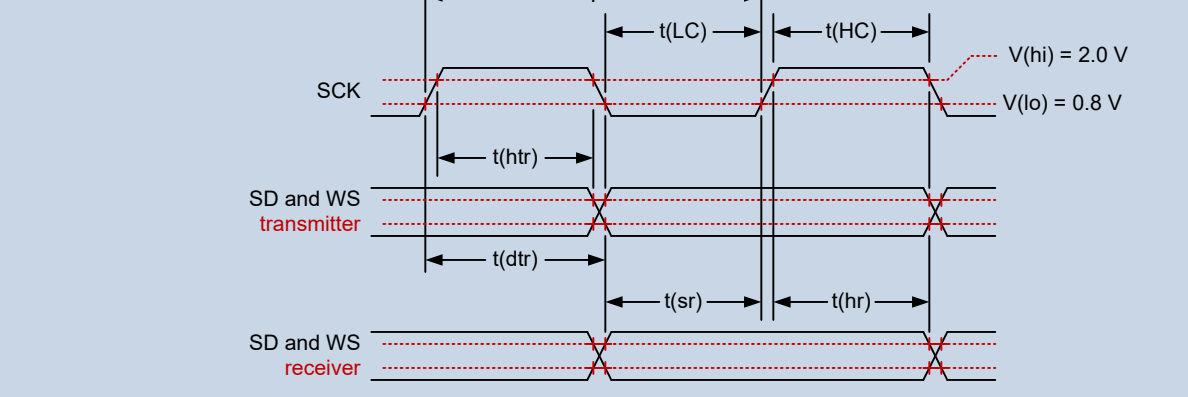 t(LC)
t(HC)
V(hi) = 2.0 V
SCK
V(lo) = 0.8 V
t(htr)
SD and WS
transmitter
t(dtr)
t(sr)
t(hr)
SD and WS
receiver